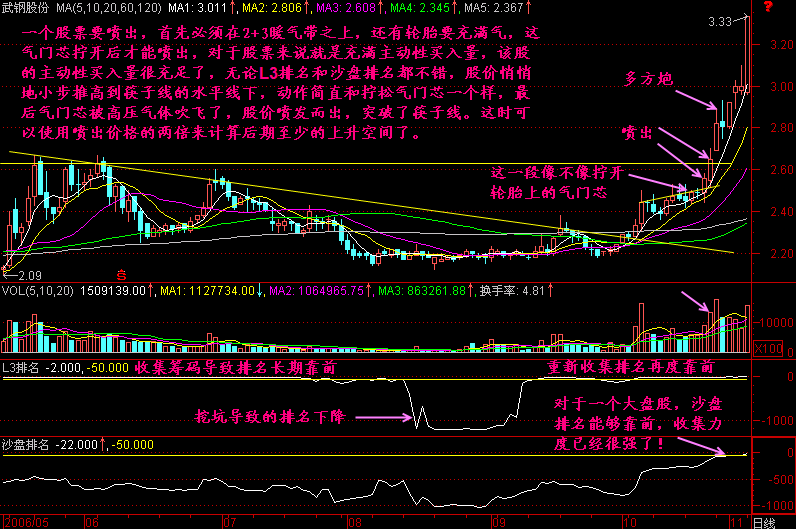 武钢股份 MA(5,10,20,60,120) MA1: 3.091↑, MA2: 2.806↑, MA3: 2.608↑, MA4: 2.345↑, MA5: 2.367↑
?
3.33
3.20
一个股票要喷出，首先必须在2+3暖气带之上，还有轮胎要充满气，这
气门芯拧开后才能喷出，对于股票来说就是充满主动性买入量，该股
的主动性买入量很充足了，无论L3排名和沙盘排名都不错，股价悄悄
地小步推高到筷子线的水平线下，动作简直和拧松气门芯一个样，最
后气门芯被高压气体吹飞了，股价喷发而出，突破了筷子线。这时可
以使用喷出价格的两倍来计算后期至少的上升空间了。
3.00
多方炮
2.80
喷出
2.60
这一段像不像拧开
轮胎上的气门芯
2.40
2.20
2.09
VOL(5,10,20) 1509139.00↑, MA1: 1127734.00↓, MA2: 1064965.75↑, MA3: 863261.88↑, 换手率: 4.81↑
10000
X100
L3排名 -2.000,-50.000 收集筹码导致排名长期靠前
重新收集排名再度靠前
0
挖坑导致的排名下降
-1000
对于一个大盘股，沙盘
排名能够靠前，收集力
度已经很强了！
沙盘排名 -22.000↑,-50.000
0
-500
-1000
2006/05 06 07 08 09 10 11 日线